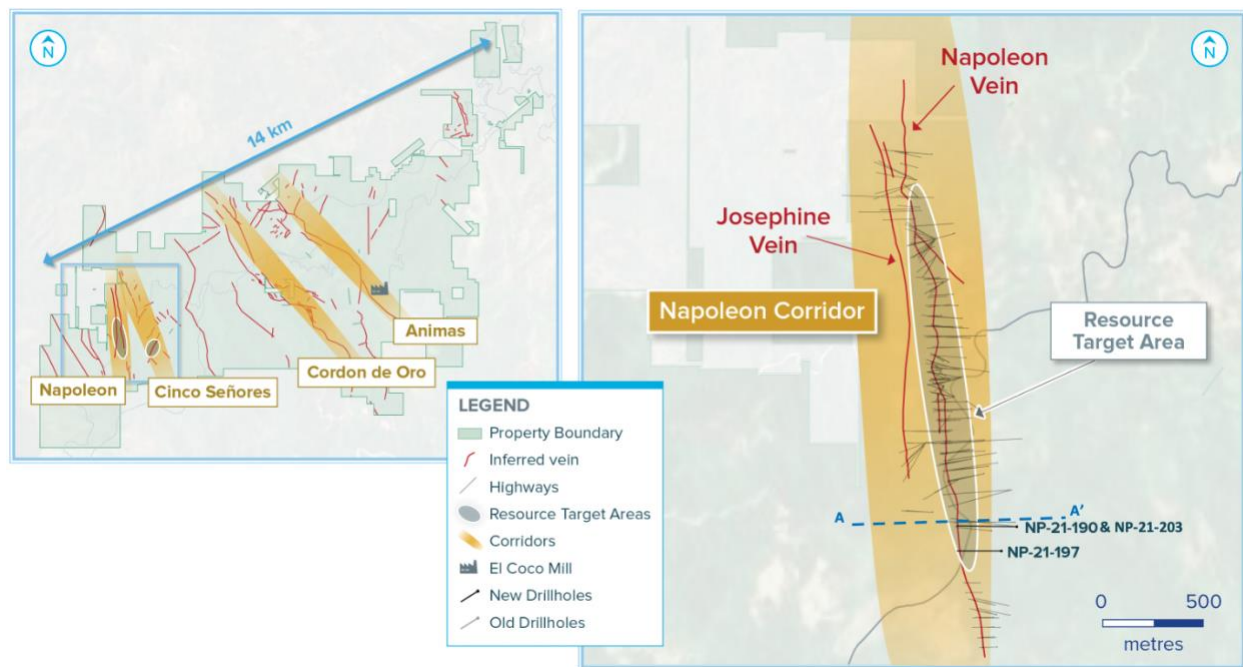 N
14 km
Animas
Cordon de Oro
Napoleon
Cinco Señores
LEGEND
Property Boundary
Inferred vein
Highways
Resource Target Areas
Corridors
El Coco Mill
New Drillholes
Old Drillholes
N
Napoleon
Vein
Josephine
Vein
Napoleon Corridor
Resource
Target Area
A
A'
NP-21-190 & NP-21-203
NP-21-197
0
500
metres